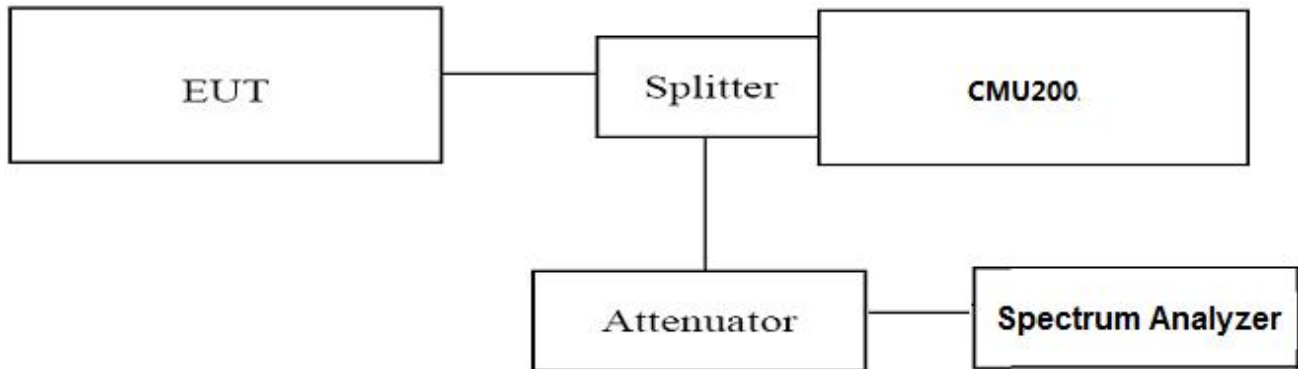 EUT
Splitter
CMU200.
Attenuator
Spectrum Analyzer